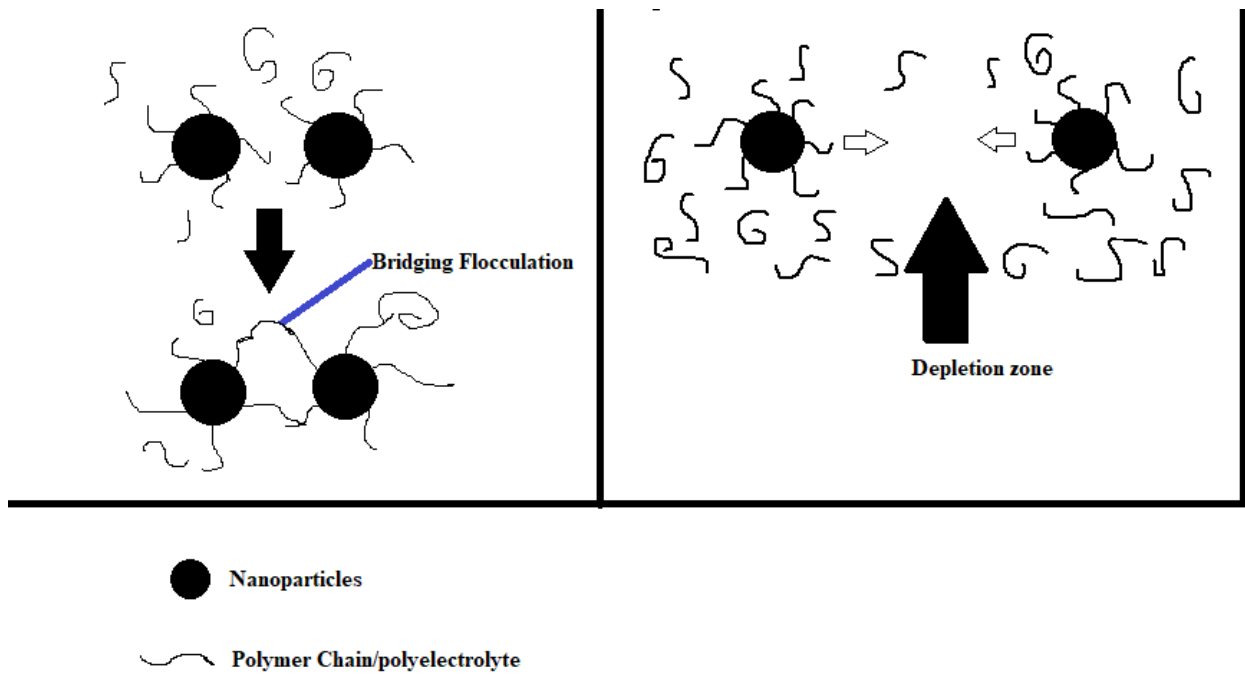 Bridging Flocculation
Depletion zone
Nanoparticles
Polymer Chain/polyelectrolyte